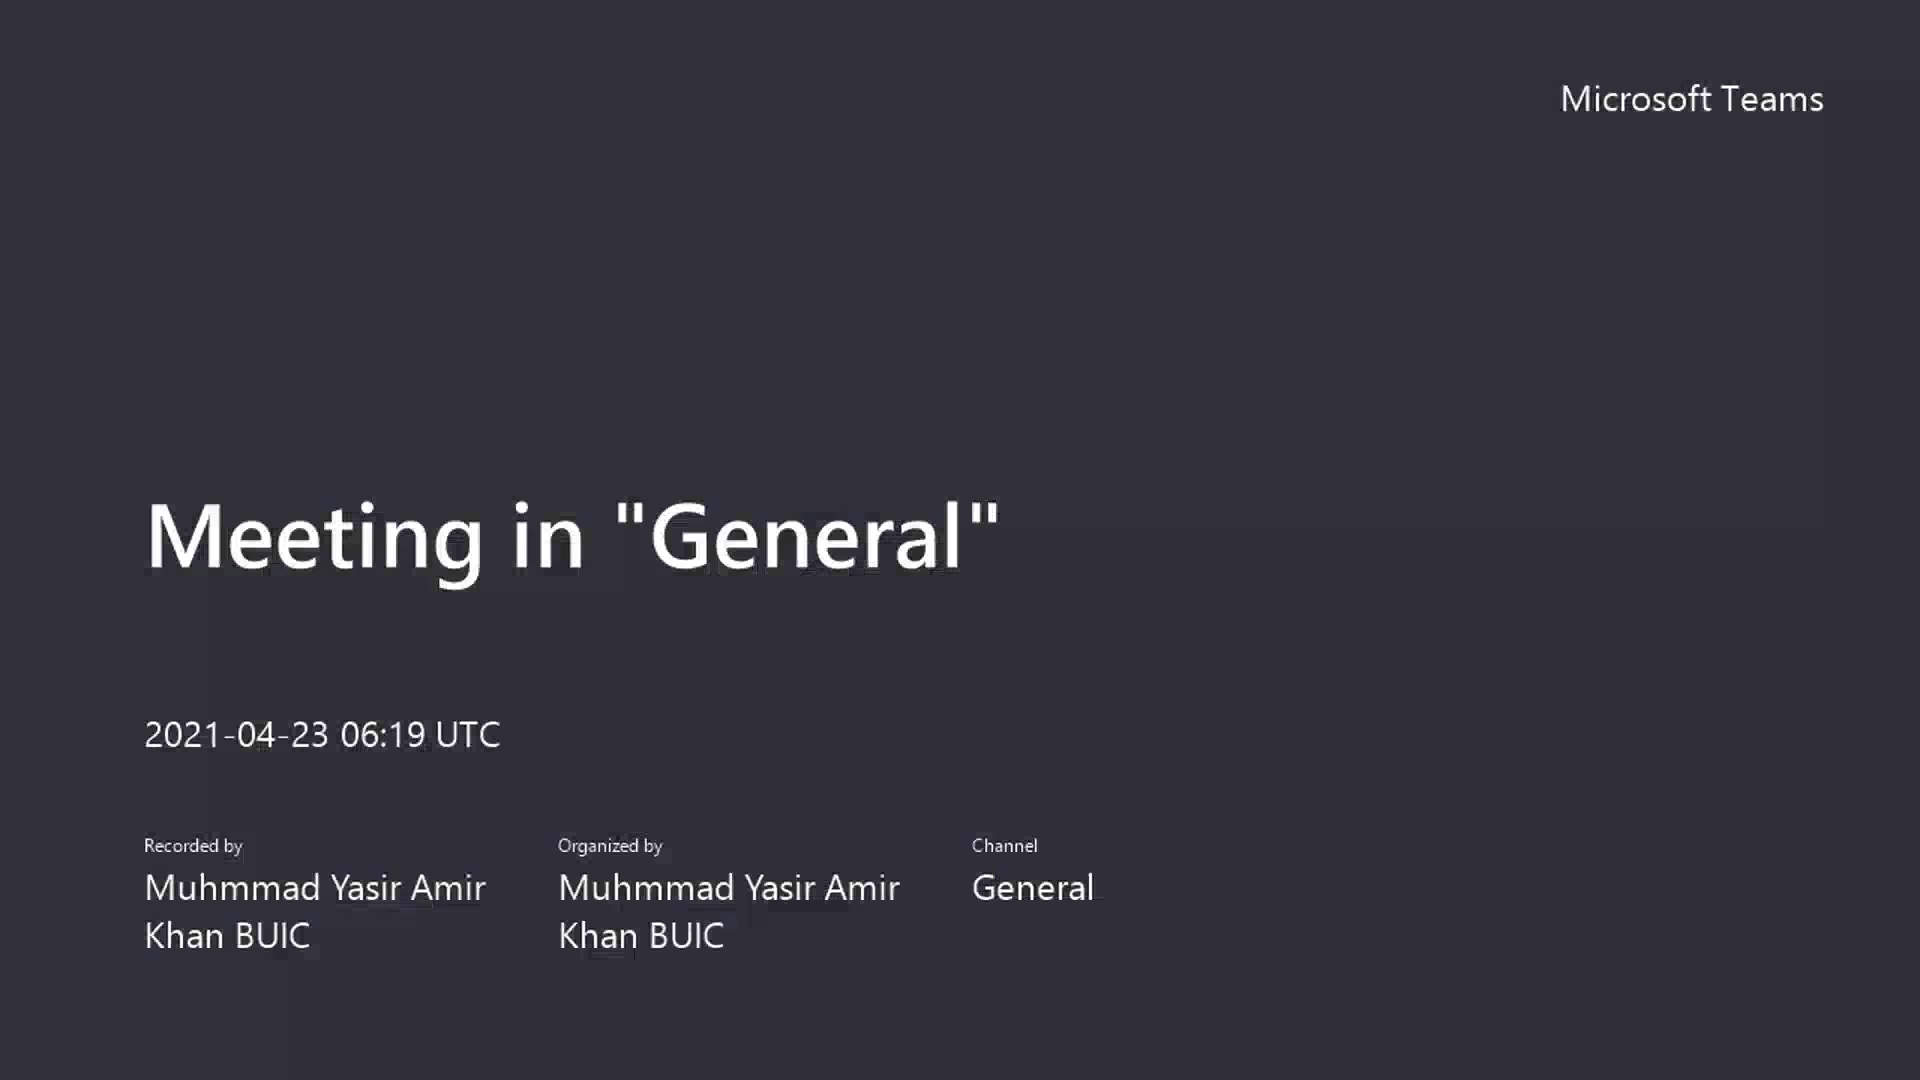 Microsoft Teams
Meeting in "General"
2021-04-23 06:19 UTC
Recorded by
Muhmmad Yasir Amir
Khan BUIC
Organized by
Muhmmad Yasir Amir
Khan BUIC
Channel
General